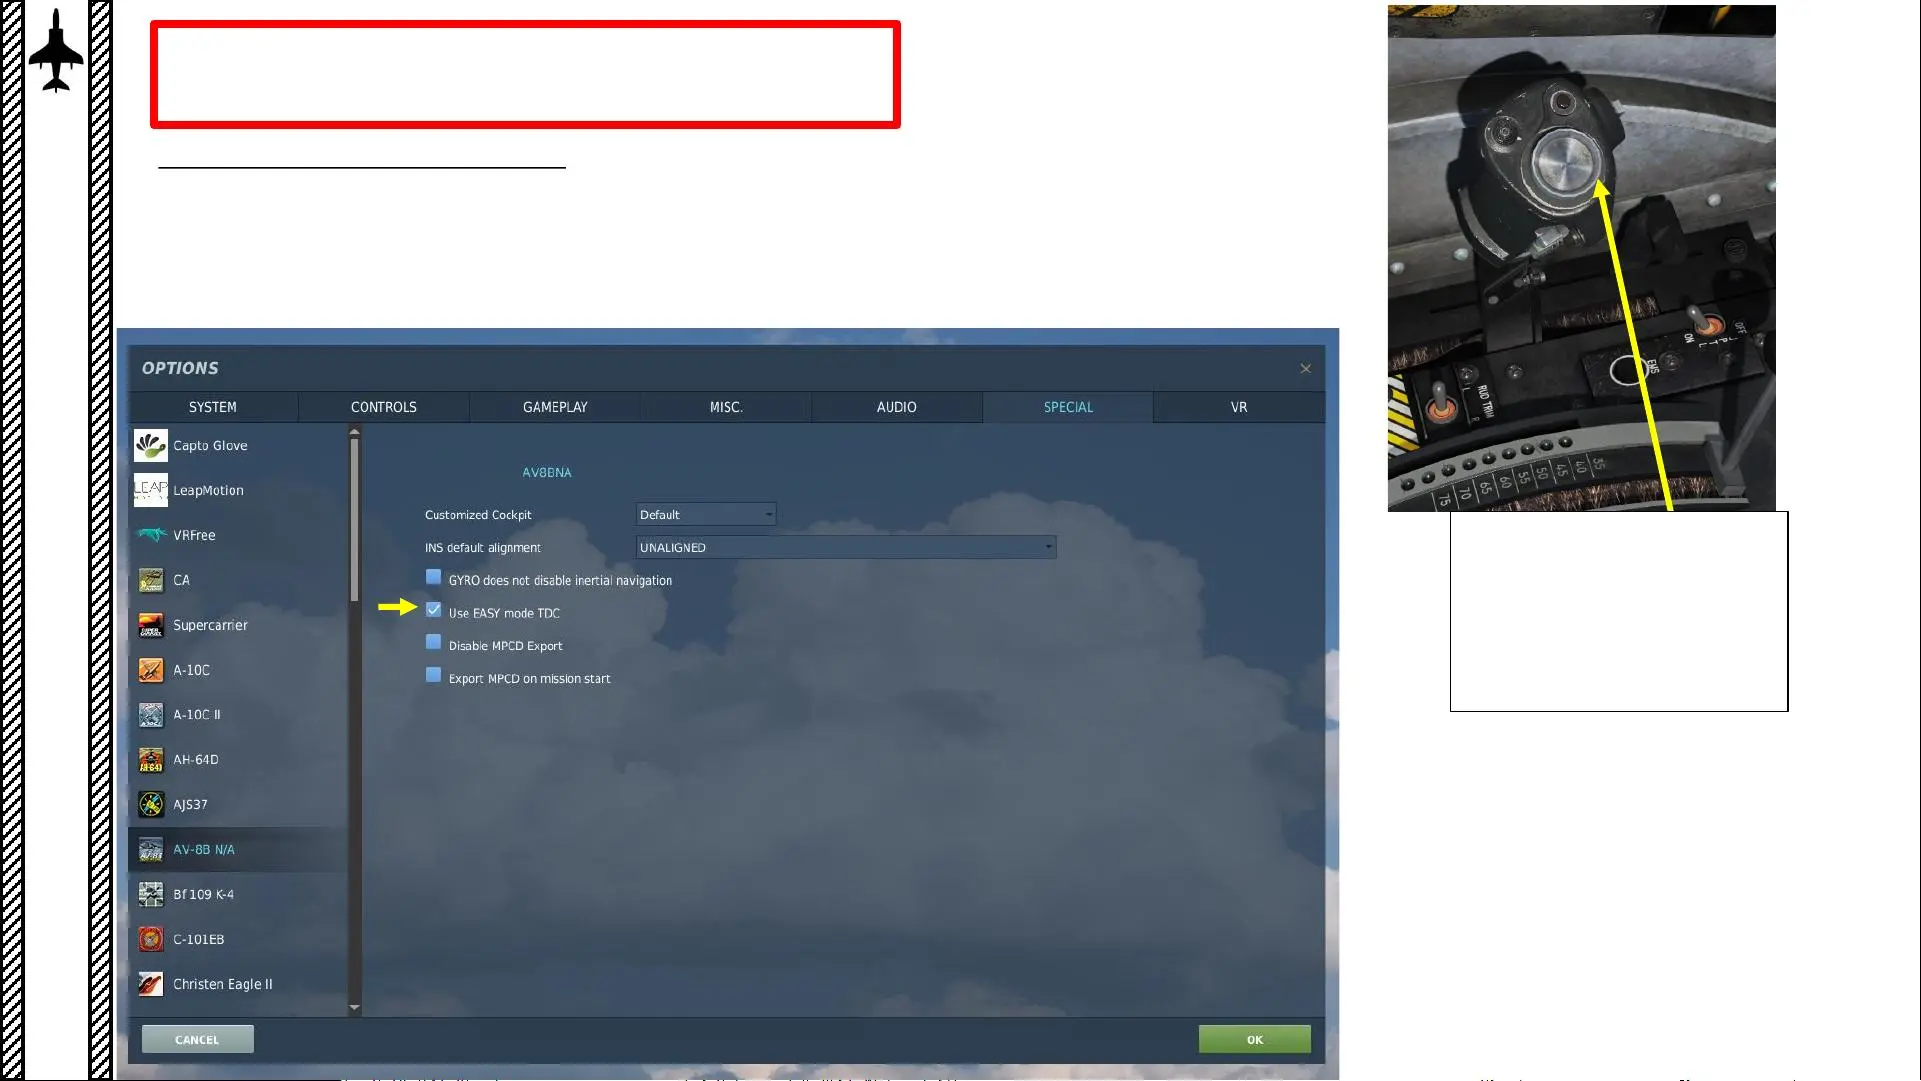 OPTIONS
SYSTEM CONTROLS GAMEPLAY MISC. AUDIO SPECIAL VR
Capto Glove
LEAP LeapMotion
VRFree
CA
Supercarrier
A-10C
A-10C II
AH-64D
AJS37
AV-8B N/A
Bf 109 K-4
C-101EB
Christen Eagle II
AV8BNA
Customized Cockpit Default
INS default alignment UNALIGNED
GYRO does not disable inertial navigation
Use EASY mode TDC
Disable MPCD Export
Export MPCD on mission start
CANCEL OK
OFF
ON
EMS
RUD TRIM
R
75 70 65 60 55 50 45 40 35